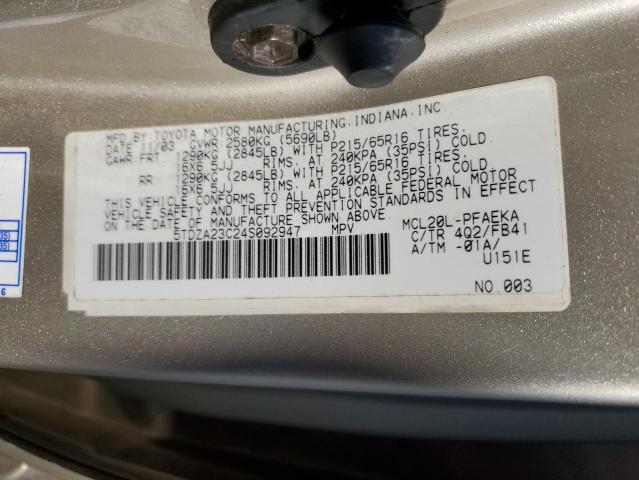 MFD.BY:TOYOTA MOTOR MANUFACTURING.INDIANA.INC
DATE 11/03 GVWR 2580KG (5690LB)
GAWR:FRT. 1290KG (2845LB) WITH P215/65R16 TIRES,
16X6.5JJ RIMS. AT 240KPA (35PSI) COLD.
RR. 1290KG (2845LB) WITH P215/65R16 TIRES,
16X6.5JJ RIMS. AT 240KPA (35PSI) COLD.
THIS VEHICLE CONFORMS TO ALL APPLICABLE FEDERAL MOTOR
VEHICLE SAFETY AND THEFT PREVENTION STANDARDS IN EFFECT
ON THE DATE OF MANUFACTURE SHOWN ABOVE.
5TDZA23C24S092947 MPV
MCL20L-PFAEKA
C/TR 4Q2/FB41
A/TM -01A/
U151E
NO.003
G